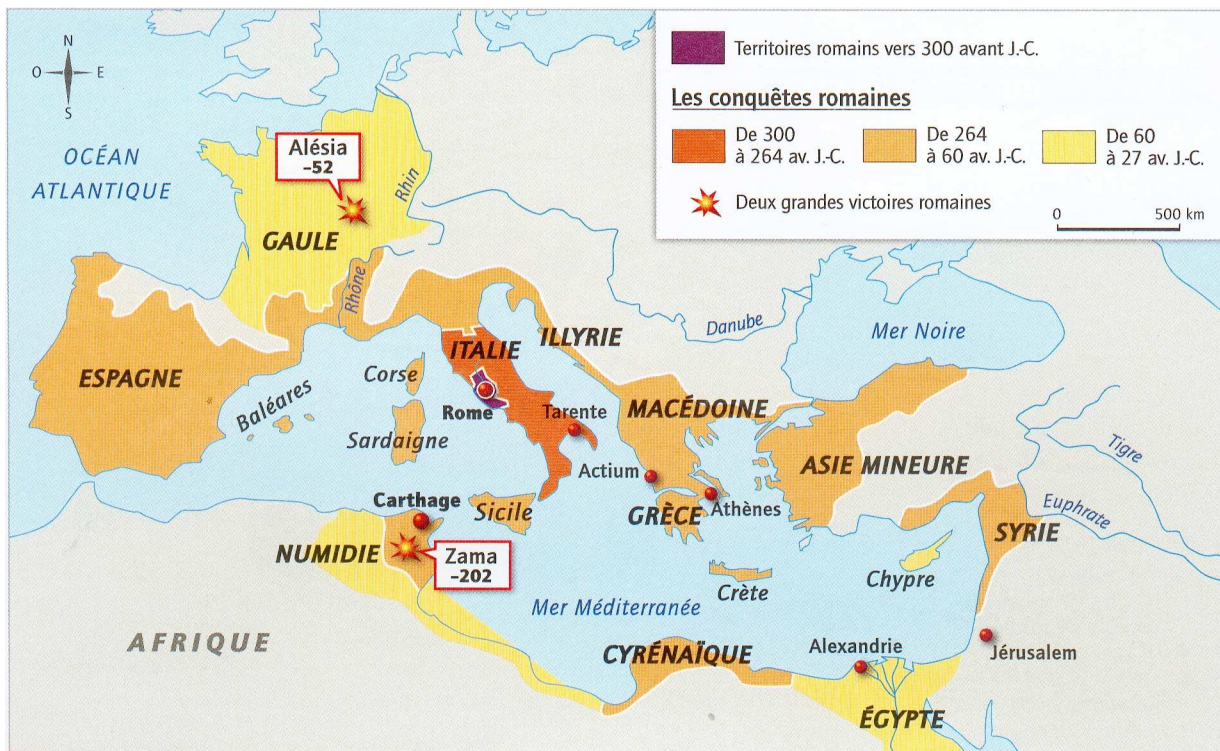 N
O
E
S
OCÉAN
ATLANTIQUE
Alésia
–52
Rhin
GAULE
Rhône
Territoires romains vers 300 avant J.-C.
Les conquêtes romaines
De 300
à 264 av. J.-C.
De 264
à 60 av. J.-C.
De 60
à 27 av. J.-C.
Deux grandes victoires romaines
0
500 km
Danube
Mer Noire
ESPAGNE
Baléares
Corse
Sardaigne
ITALIE
Rome
ILLYRIE
Tarente
MACÉDOINE
Actium
GRÈCE
Athènes
ASIE MINEURE
Tigre
Euphrate
SYRIE
Carthage
Sicile
NUMIDIE
Zama
–202
Crète
Chypre
Mer Méditerranée
AFRIQUE
CYRÉNAÏQUE
Alexandrie
Jérusalem
ÉGYPTE